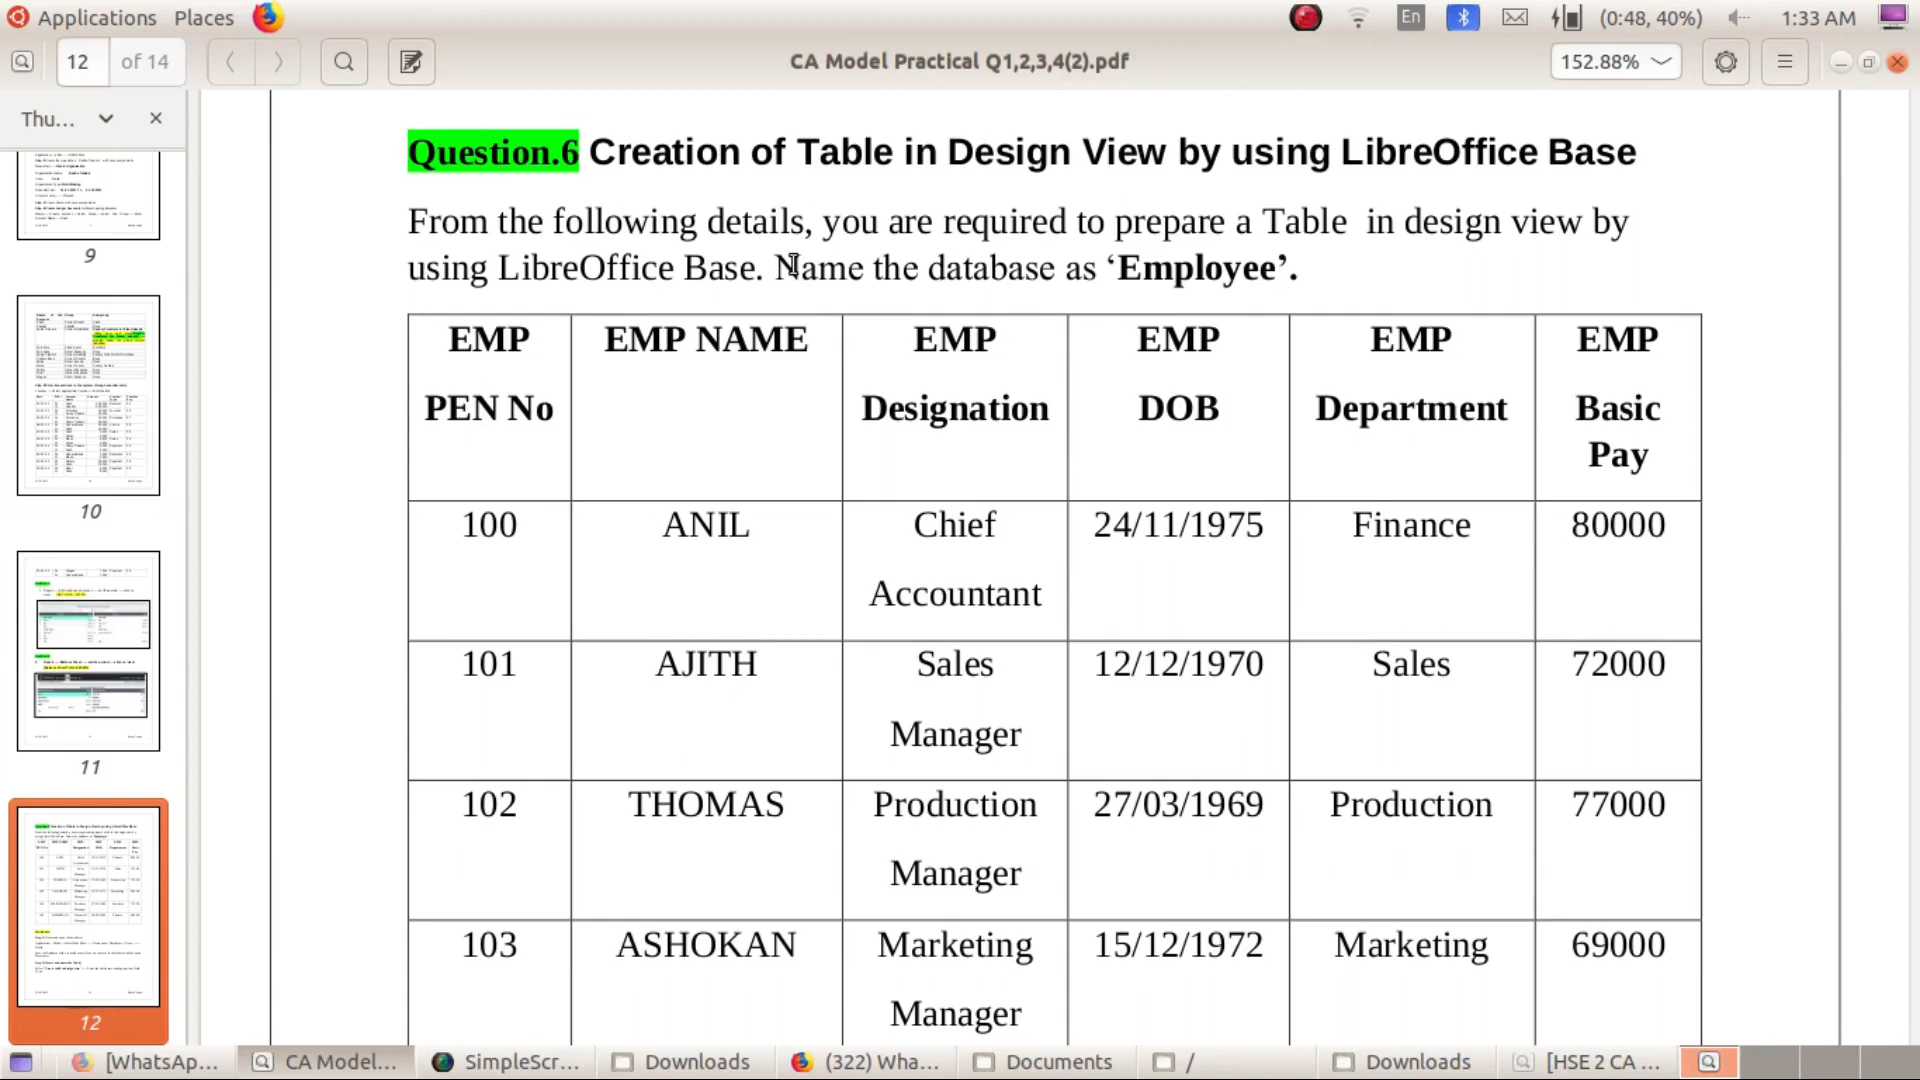 Applications Places En (0:48, 40%) 1:33 AM
12 of 14 CA Model Practical Q1,2,3,4(2).pdf 152.88%
Thu...
9
10
11
12
Question.6 Creation of Table in Design View by using LibreOffice Base
From the following details, you are required to prepare a Table in design view by
using LibreOffice Base. Name the database as ‘Employee’.
EMP PEN No EMP NAME EMP Designation EMP DOB EMP Department EMP Basic Pay
100 ANIL Chief Accountant 24/11/1975 Finance 80000
101 AJITH Sales Manager 12/12/1970 Sales 72000
102 THOMAS Production Manager 27/03/1969 Production 77000
103 ASHOKAN Marketing Manager 15/12/1972 Marketing 69000
[WhatsAp... CA Model... SimpleScr... Downloads (322) Wha... Documents / Downloads [HSE 2 CA ...